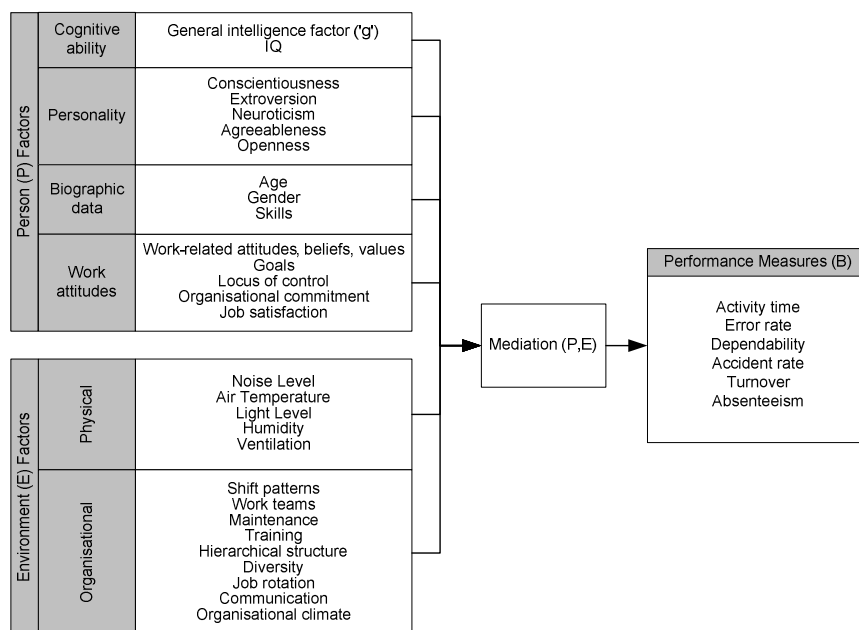 Person (P) Factors
Cognitive
ability
General intelligence factor ('g')
IQ
Personality
Conscientiousness
Extroversion
Neuroticism
Agreeableness
Openness
Biographic
data
Age
Gender
Skills
Work
attitudes
Work-related attitudes, beliefs, values
Goals
Locus of control
Organisational commitment
Job satisfaction
Environment (E) Factors
Physical
Noise Level
Air Temperature
Light Level
Humidity
Ventilation
Organisational
Shift patterns
Work teams
Maintenance
Training
Hierarchical structure
Diversity
Job rotation
Communication
Organisational climate
Mediation (P,E)
Performance Measures (B)
Activity time
Error rate
Dependability
Accident rate
Turnover
Absenteeism